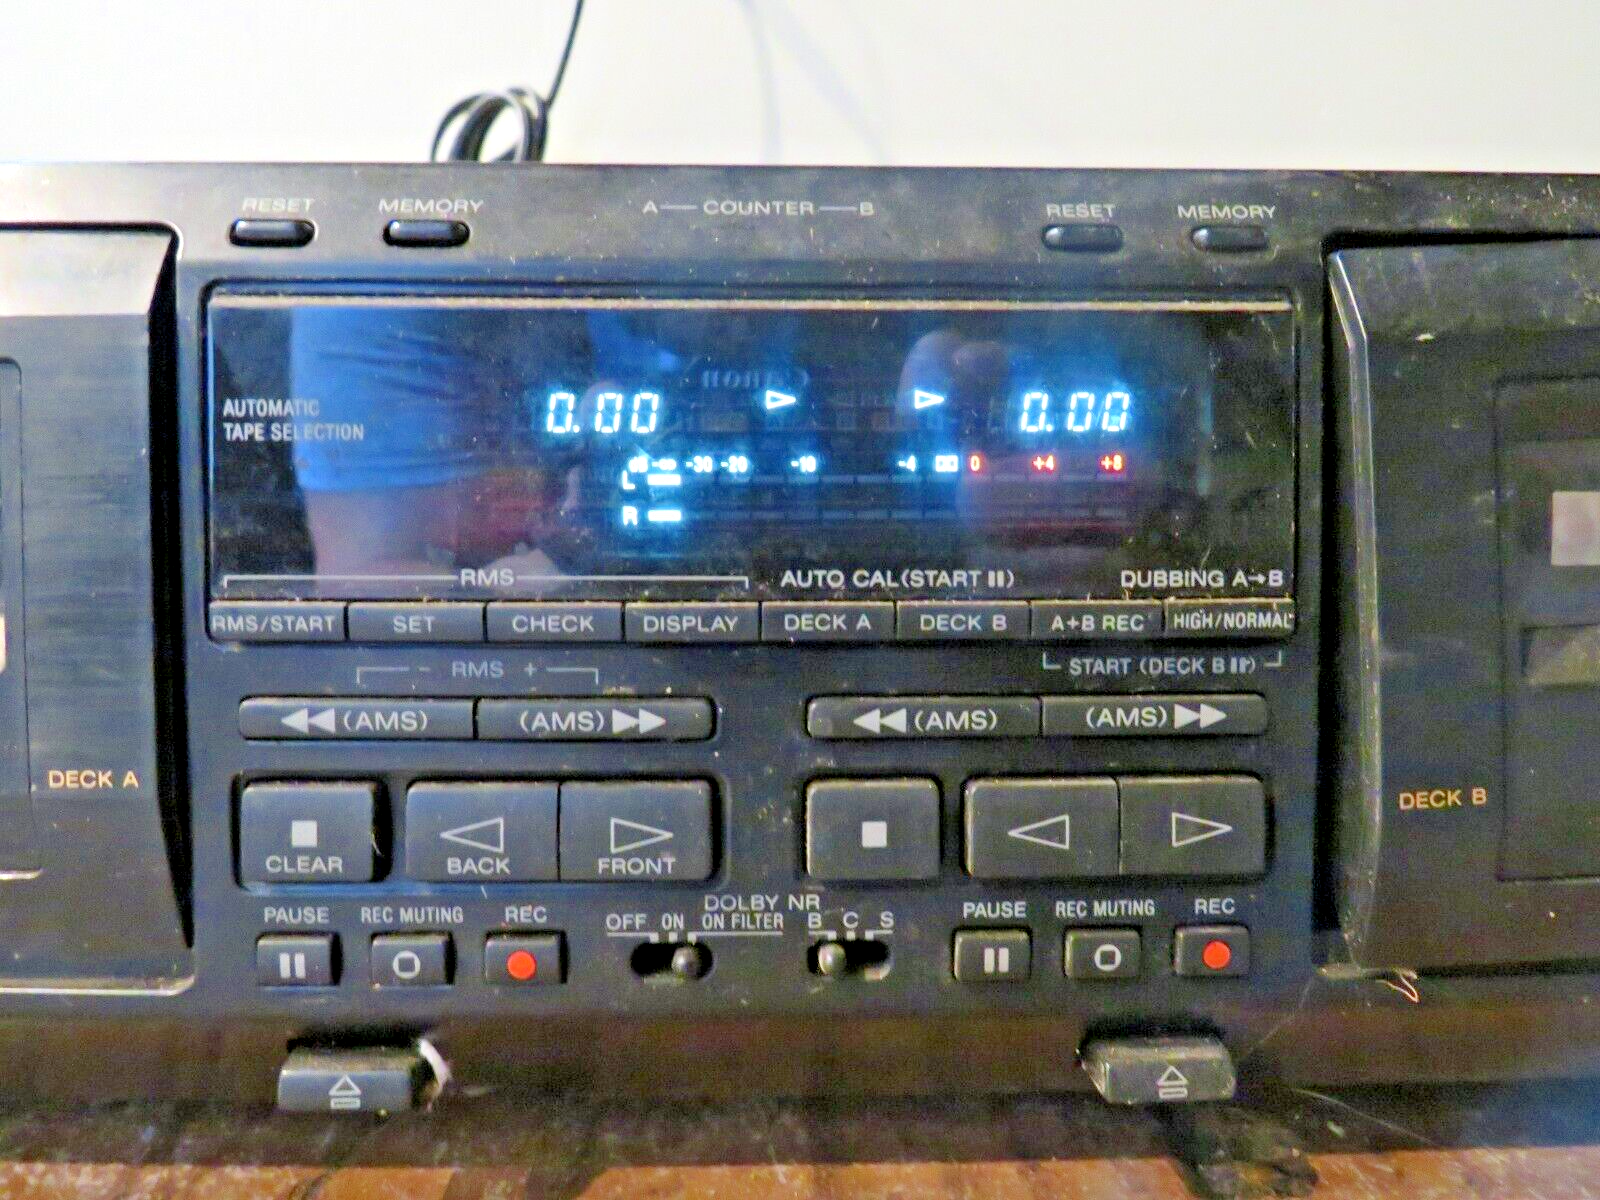 RESET MEMORY A COUNTER B RESET MEMORY
AUTOMATIC
TAPE SELECTION
0.00 0.00
dB -∞ -30 -20 -10 -4 0 +4 +8
L
R
RMS AUTO CAL(START II) DUBBING A→B
RMS/START SET CHECK DISPLAY DECK A DECK B A+B REC HIGH/NORMAL
- RMS + START (DECK B
(AMS) (AMS) (AMS) (AMS)
DECK A
DECK B
CLEAR BACK FRONT
DOLBY NR
PAUSE REC MUTING REC OFF ON ON FILTER B C S PAUSE REC MUTING REC